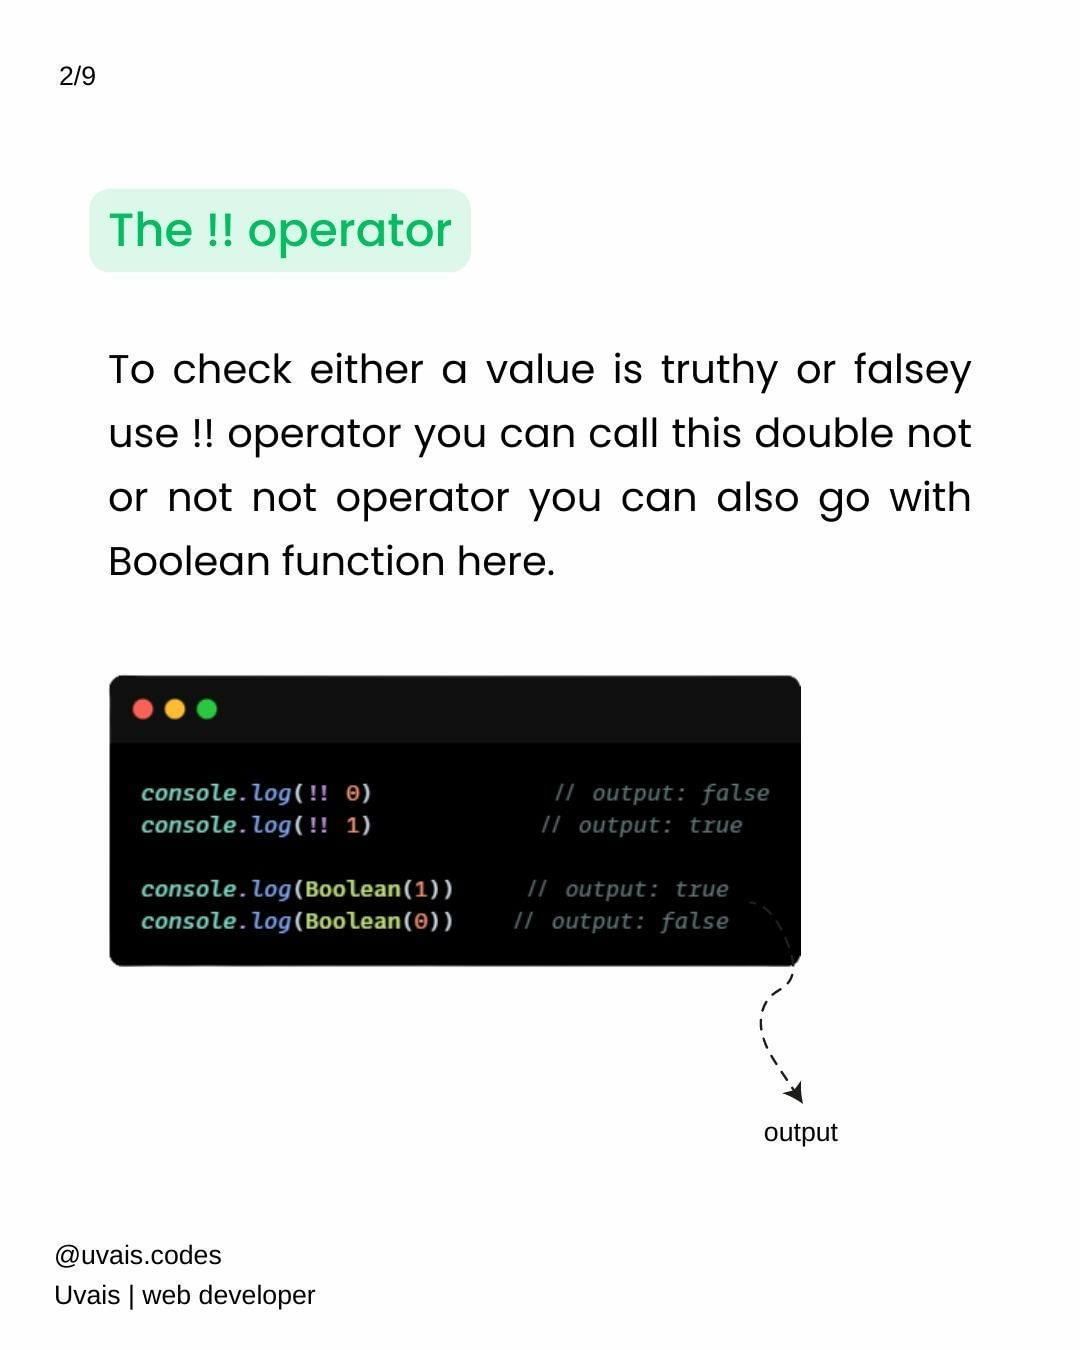 2/9
The !! operator
To check either a value is truthy or falsey
use !! operator you can call this double not
or not not operator you can also go with
Boolean function here.
console.log(!! 0) // output: false
console.log(!! 1) // output: true
console.log(Boolean(1)) // output: true
console.log(Boolean(0)) // output: false
output
@uvais.codes
Uvais | web developer